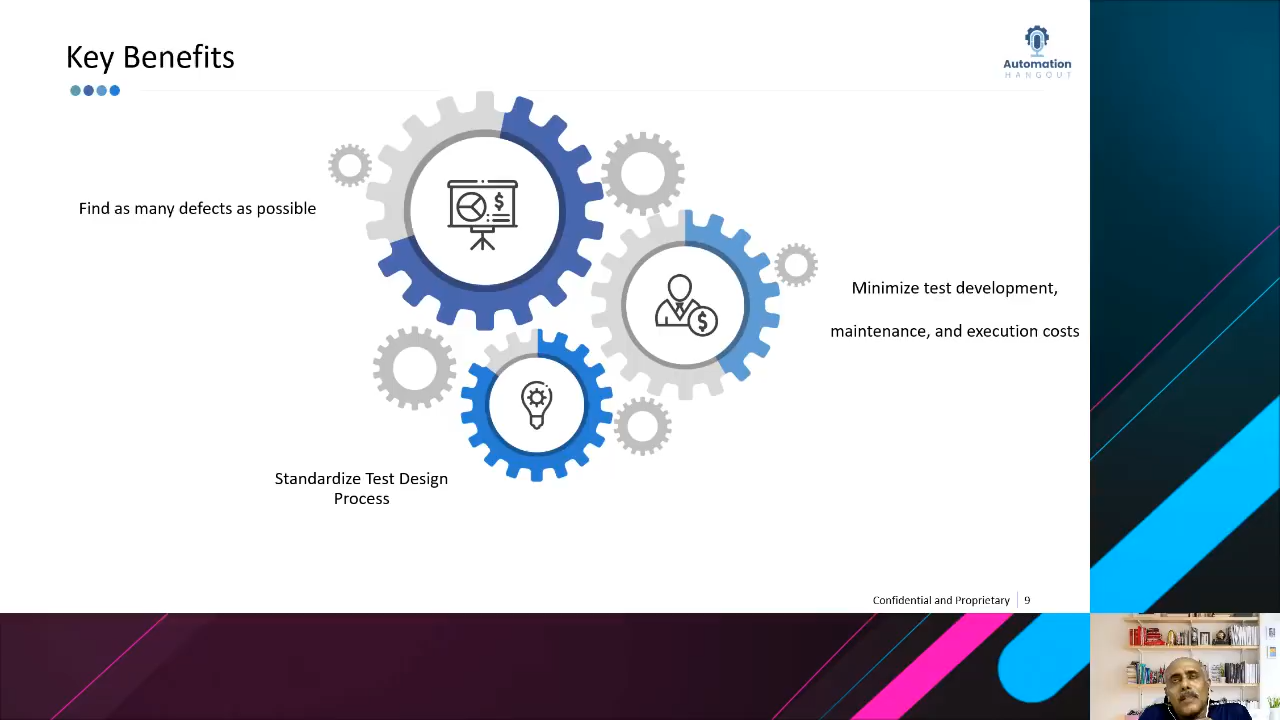 Key Benefits
Automation
HANGOUT
Find as many defects as possible
Minimize test development,
maintenance, and execution costs
Standardize Test Design
Process
Confidential and Proprietary
9